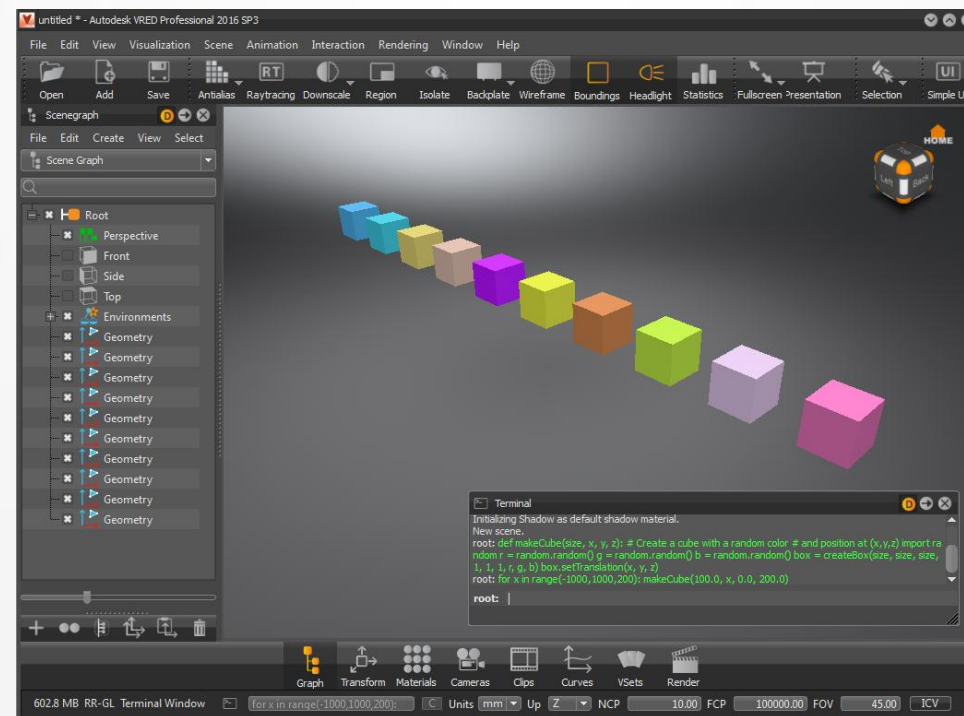 untitled * - Autodesk VRED Professional 2016 SP3
File Edit View Visualization Scene Animation Interaction Rendering Window Help
RT UI
Open Add Save Antialias Raytracing Downscale Region Isolate Backplate Wireframe Boundings Headlight Statistics Fullscreen Presentation Selection Simple U
Scenegraph D
File Edit Create View Select
Scene Graph
HOME
Top
Left Back
Root
Perspective
Front
Side
Top
Environments
Geometry
Geometry
Geometry
Geometry
Geometry
Geometry
Geometry
Geometry
Geometry
Geometry
Terminal D
Initializing Shadow as default shadow material.
New scene.
root: def makeCube(size, x, y, z): # Create a cube with a random color # and position at (x,y,z) import ra
ndom r = random.random() g = random.random() b = random.random() box = createBox(size, size, size,
1, 1, 1, r, g, b) box.setTranslation(x, y, z)
root: for x in range(-1000,1000,200): makeCube(100.0, x, 0.0, 200.0)
root:
Graph Transform Materials Cameras Clips Curves VSets Render
602.8 MB RR-GL Terminal Window for x in range(-1000,1000,200): C Units mm Up Z NCP 10.00 FCP 100000.00 FOV 45.00 ICV